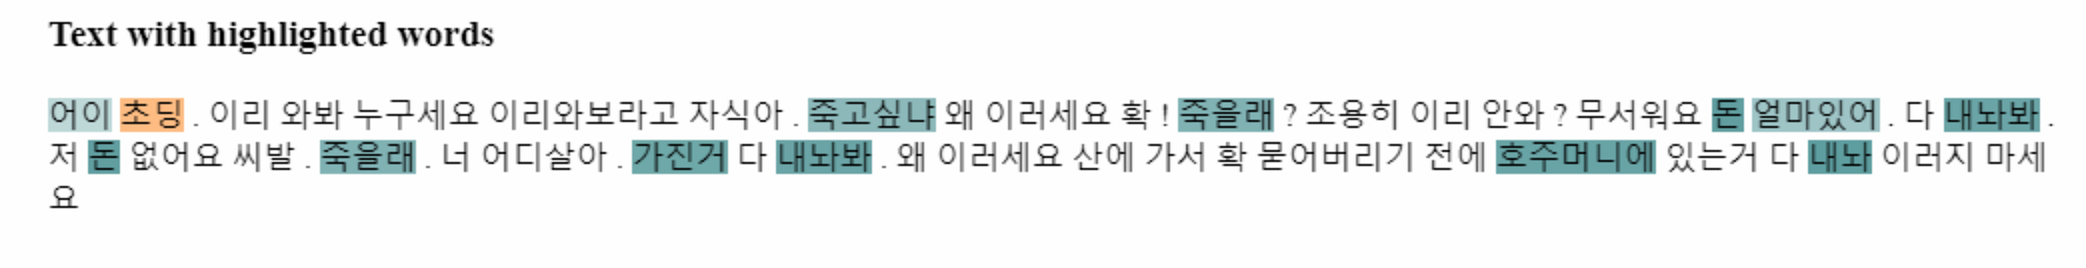 Text with highlighted words
어이 초딩 . 이리 와봐 누구세요 이리와보라고 자식아 . 죽고싶냐 왜 이러세요 확 ! 죽을래 ? 조용히 이리 안와 ? 무서워요 돈 얼마있어 . 다 내놔봐 .
저 돈 없어요 씨발 . 죽을래 . 너 어디살아 . 가진거 다 내놔봐 . 왜 이러세요 산에 가서 확 묻어버리기 전에 호주머니에 있는거 다 내놔 이러지 마세
요